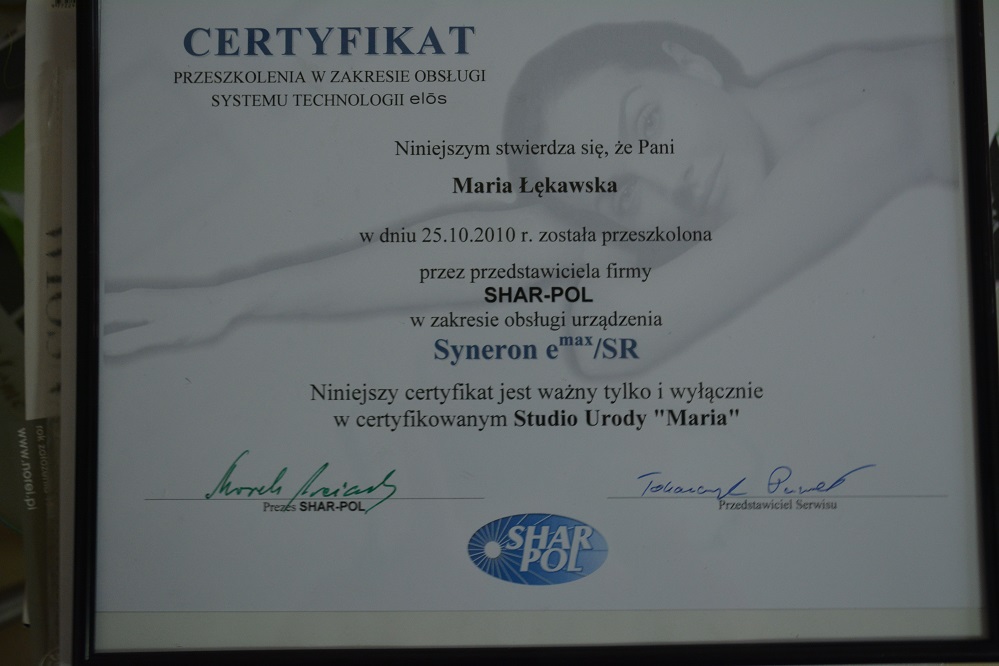 CERTYFIKAT
PRZESZKOLENIA W ZAKRESIE OBSŁUGI
SYSTEMU TECHNOLOGII elōs
Niniejszym stwierdza się, że Pani
Maria Łękawska
w dniu 25.10.2010 r. została przeszkolona
przez przedstawiciela firmy
SHAR-POL
w zakresie obsługi urządzenia
Syneron emax/SR
Niniejszy certyfikat jest ważny tylko i wyłącznie
w certyfikowanym Studio Urody "Maria"
Marek
Prezes SHAR-POL
Tokarczyk Paweł
Przedstawiciel Serwisu
SHAR
POL
www.norel.pl